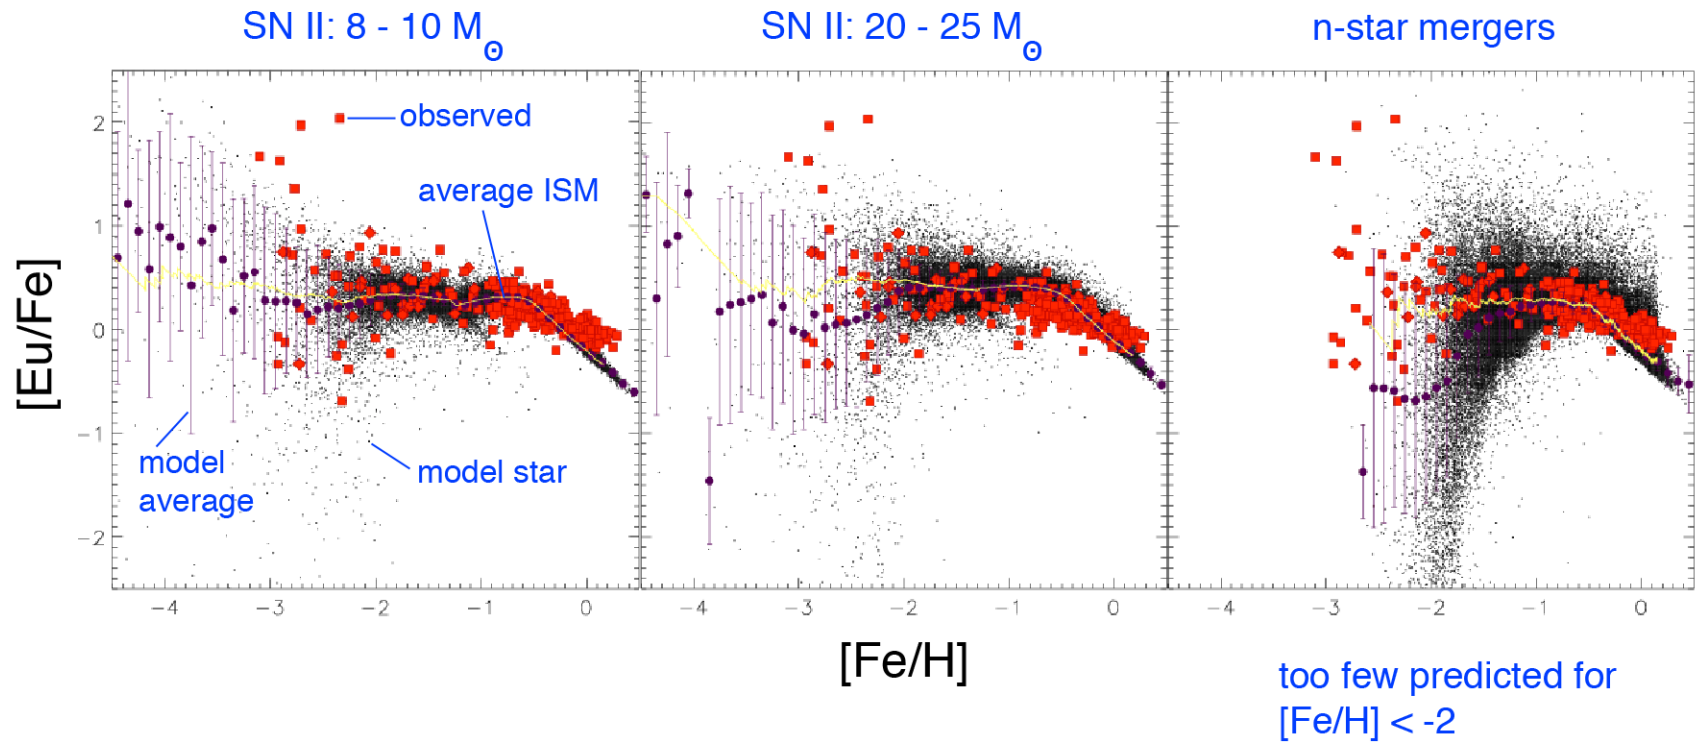 SN II: 8 - 10 M⊙
SN II: 20 - 25 M⊙
n-star mergers
observed
average ISM
model
average
model star
[Eu/Fe]
2
1
0
−1
−2
−4 −3 −2 −1 0
−4 −3 −2 −1 0
−4 −3 −2 −1 0
[Fe/H]
too few predicted for
[Fe/H] < -2